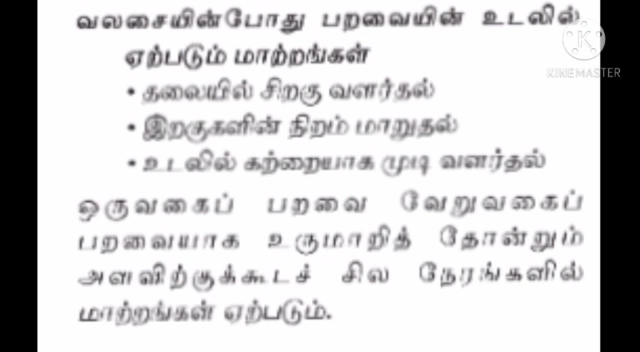 வலசையின்போது பறவையின் உடலில்
ஏற்படும் மாற்றங்கள்
• தலையில் சிறகு வளர்தல்
• இறகுகளின் நிறம் மாறுதல்
• உடலில் கற்றையாக முடி வளர்தல்
ஒருவகைப் பறவை வேறுவகைப்
பறவையாக உருமாறித் தோன்றும்
அளவிற்குக்கூடச் சில நேரங்களில்
மாற்றங்கள் ஏற்படும்.
KINEMASTER